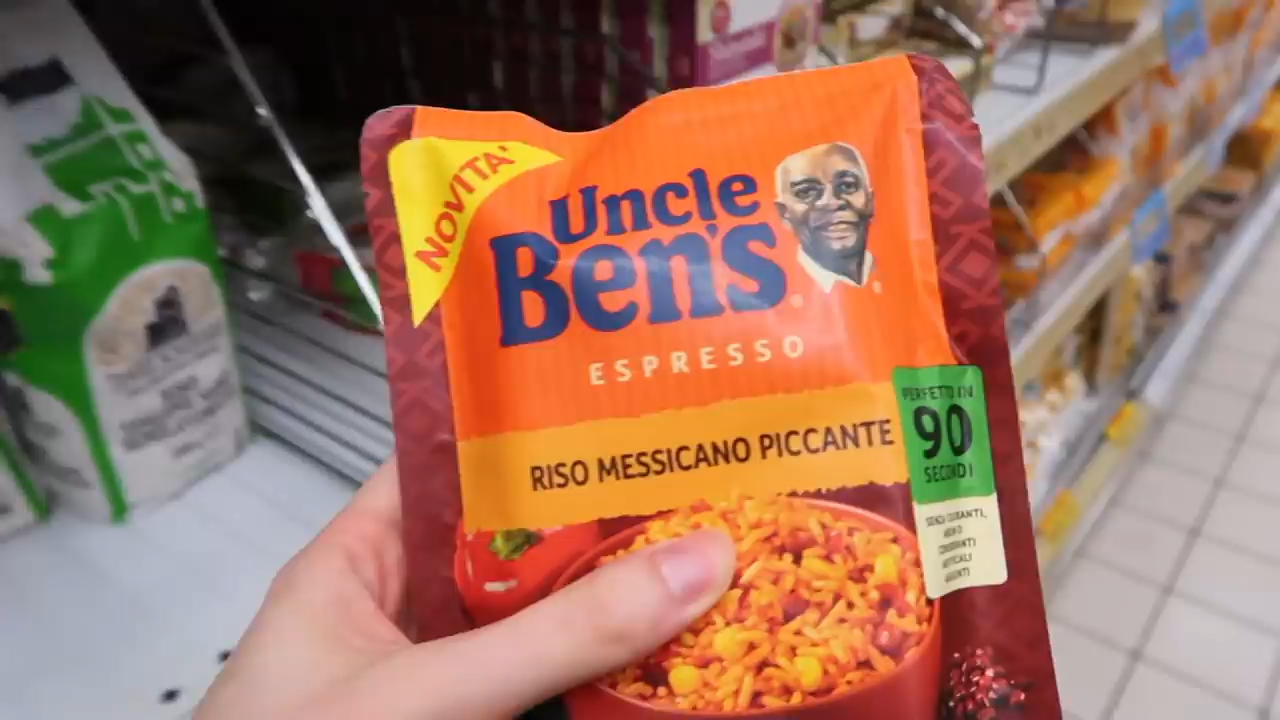 NOVITA'
Uncle
Ben's
ESPRESSO
RISO MESSICANO PICCANTE
PERFETTO IN
90
SECONDI